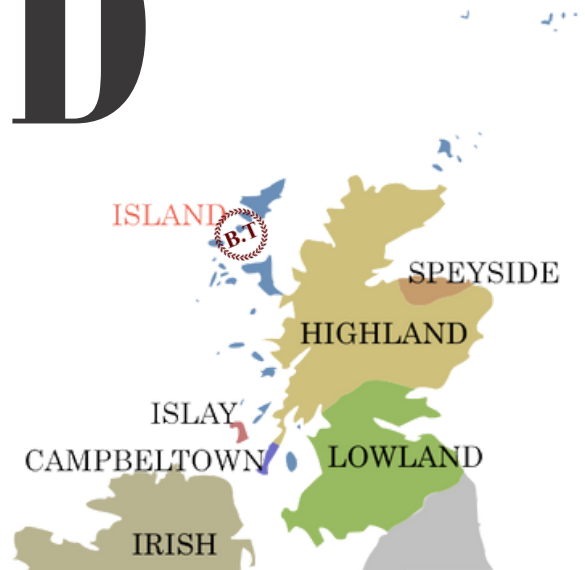 D
ISLAND
B.T
SPEYSIDE
HIGHLAND
ISLAY
CAMPBELTOWN
LOWLAND
IRISH